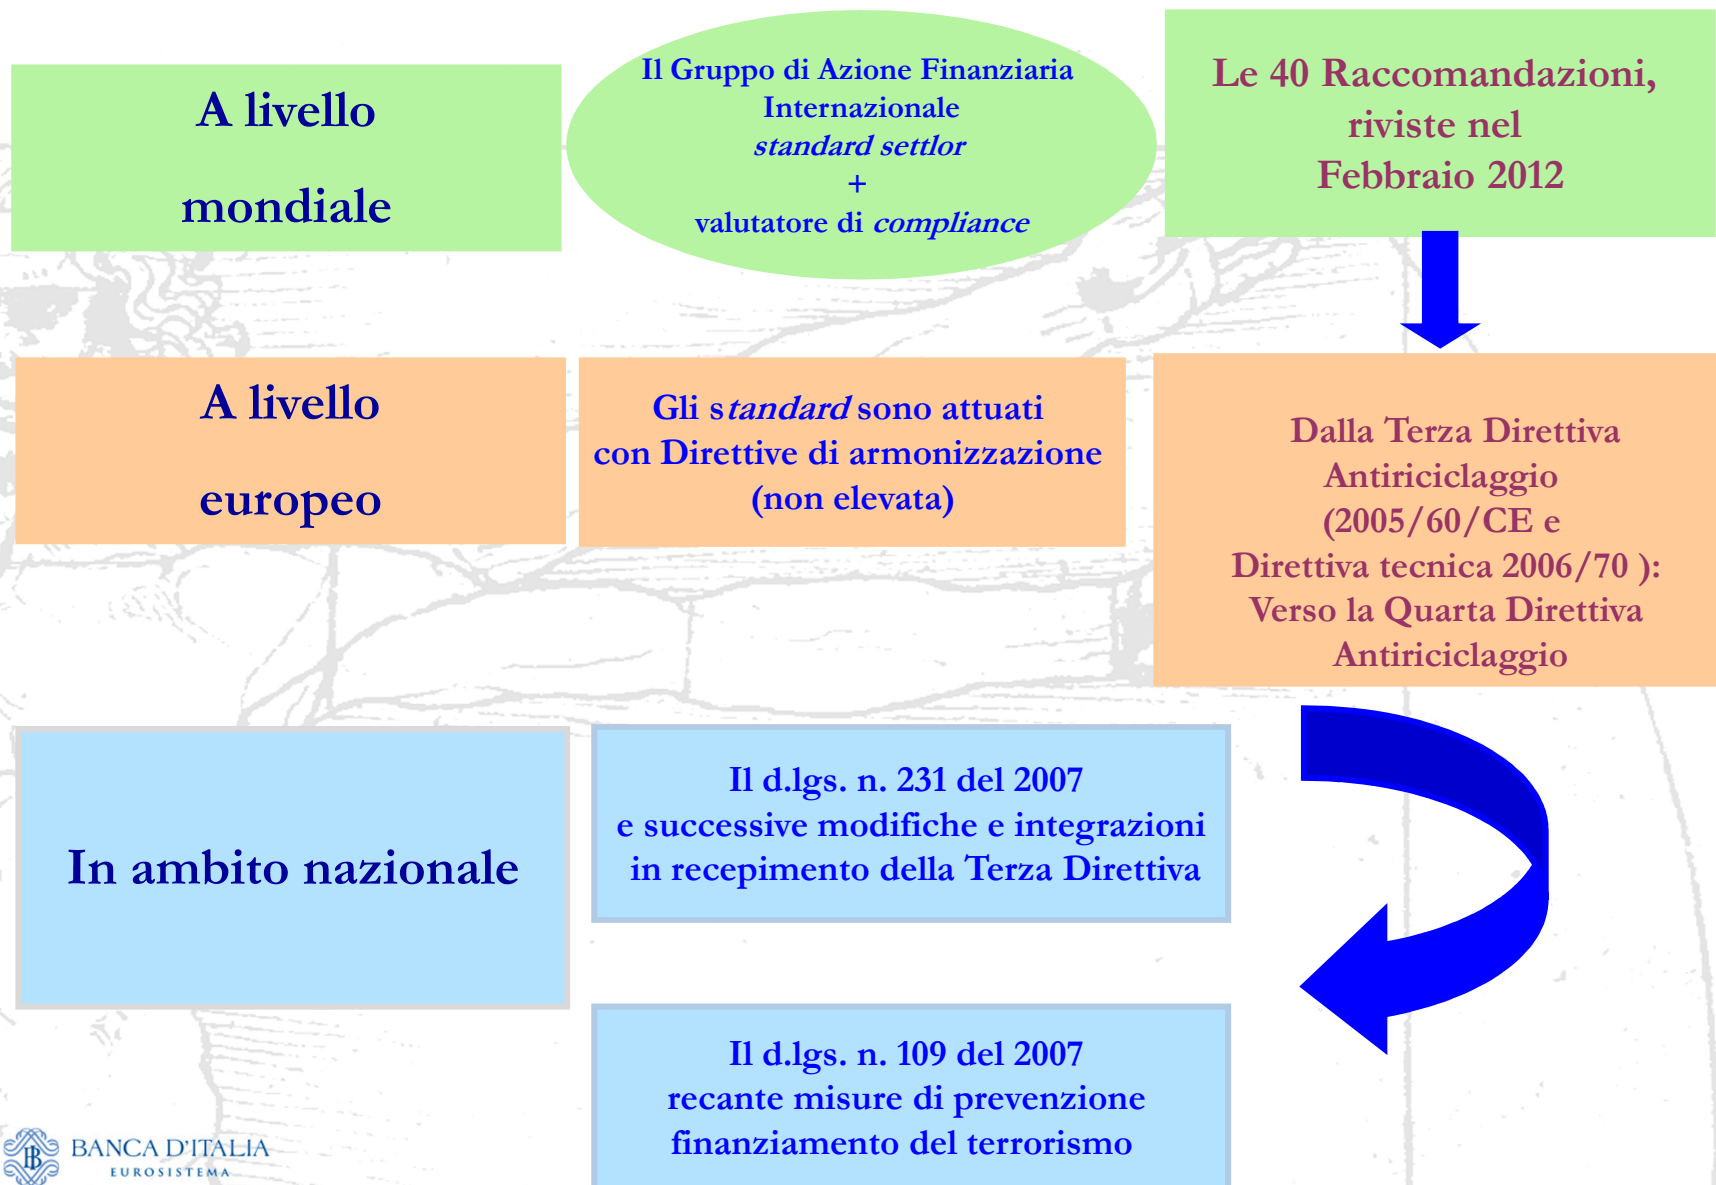 A livello
mondiale
Il Gruppo di Azione Finanziaria
Internazionale
standard settlor
+
valutatore di compliance
Le 40 Raccomandazioni,
riviste nel
Febbraio 2012
A livello
europeo
Gli standard sono attuati
con Direttive di armonizzazione
(non elevata)
Dalla Terza Direttiva
Antiriciclaggio
(2005/60/CE e
Direttiva tecnica 2006/70 ):
Verso la Quarta Direttiva
Antiriciclaggio
In ambito nazionale
Il d.lgs. n. 231 del 2007
e successive modifiche e integrazioni
in recepimento della Terza Direttiva
Il d.lgs. n. 109 del 2007
recante misure di prevenzione
finanziamento del terrorismo
BANCA D'ITALIA
EUROSISTEMA